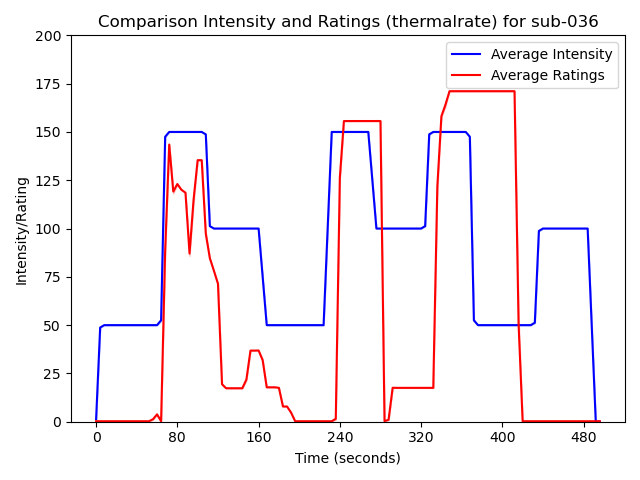 Comparison Intensity and Ratings (thermalrate) for sub-036
Average Intensity
Average Ratings
Intensity/Rating
200
175
150
125
100
75
50
25
0
0 80 160 240 320 400 480
Time (seconds)